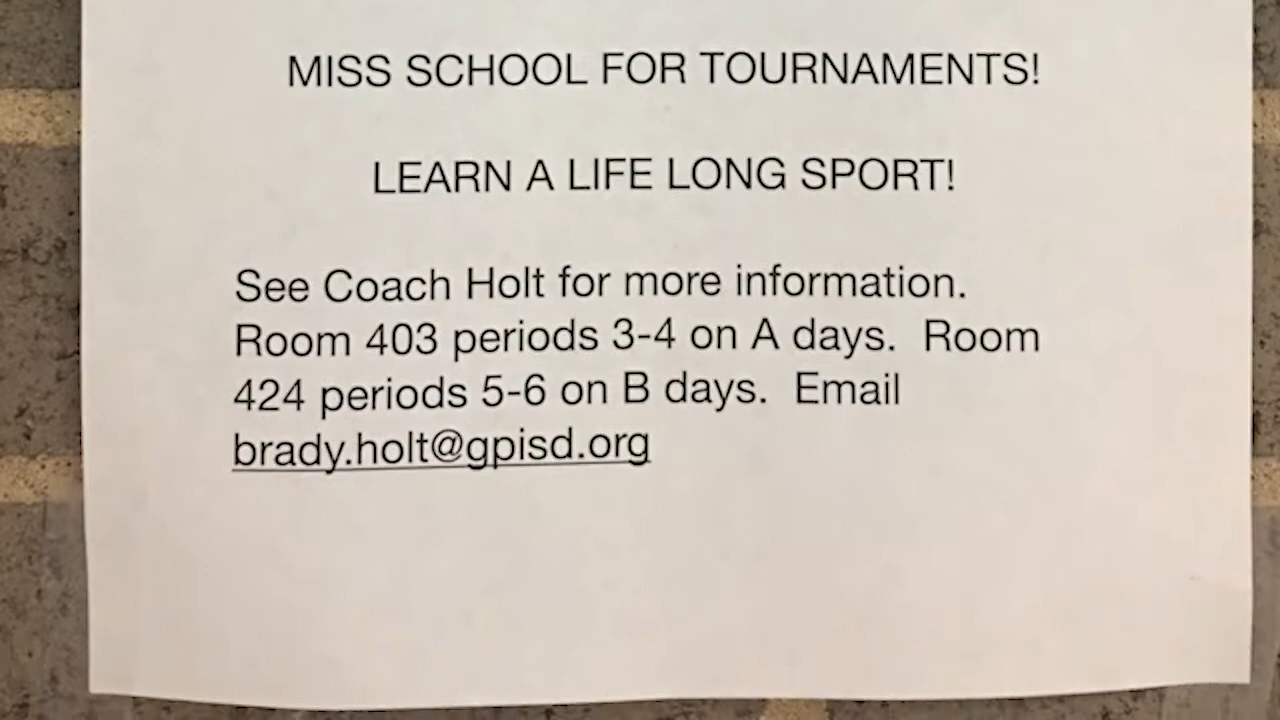 MISS SCHOOL FOR TOURNAMENTS!
LEARN A LIFE LONG SPORT!
See Coach Holt for more information.
Room 403 periods 3-4 on A days.  Room
424 periods 5-6 on B days.  Email
brady.holt@gpisd.org